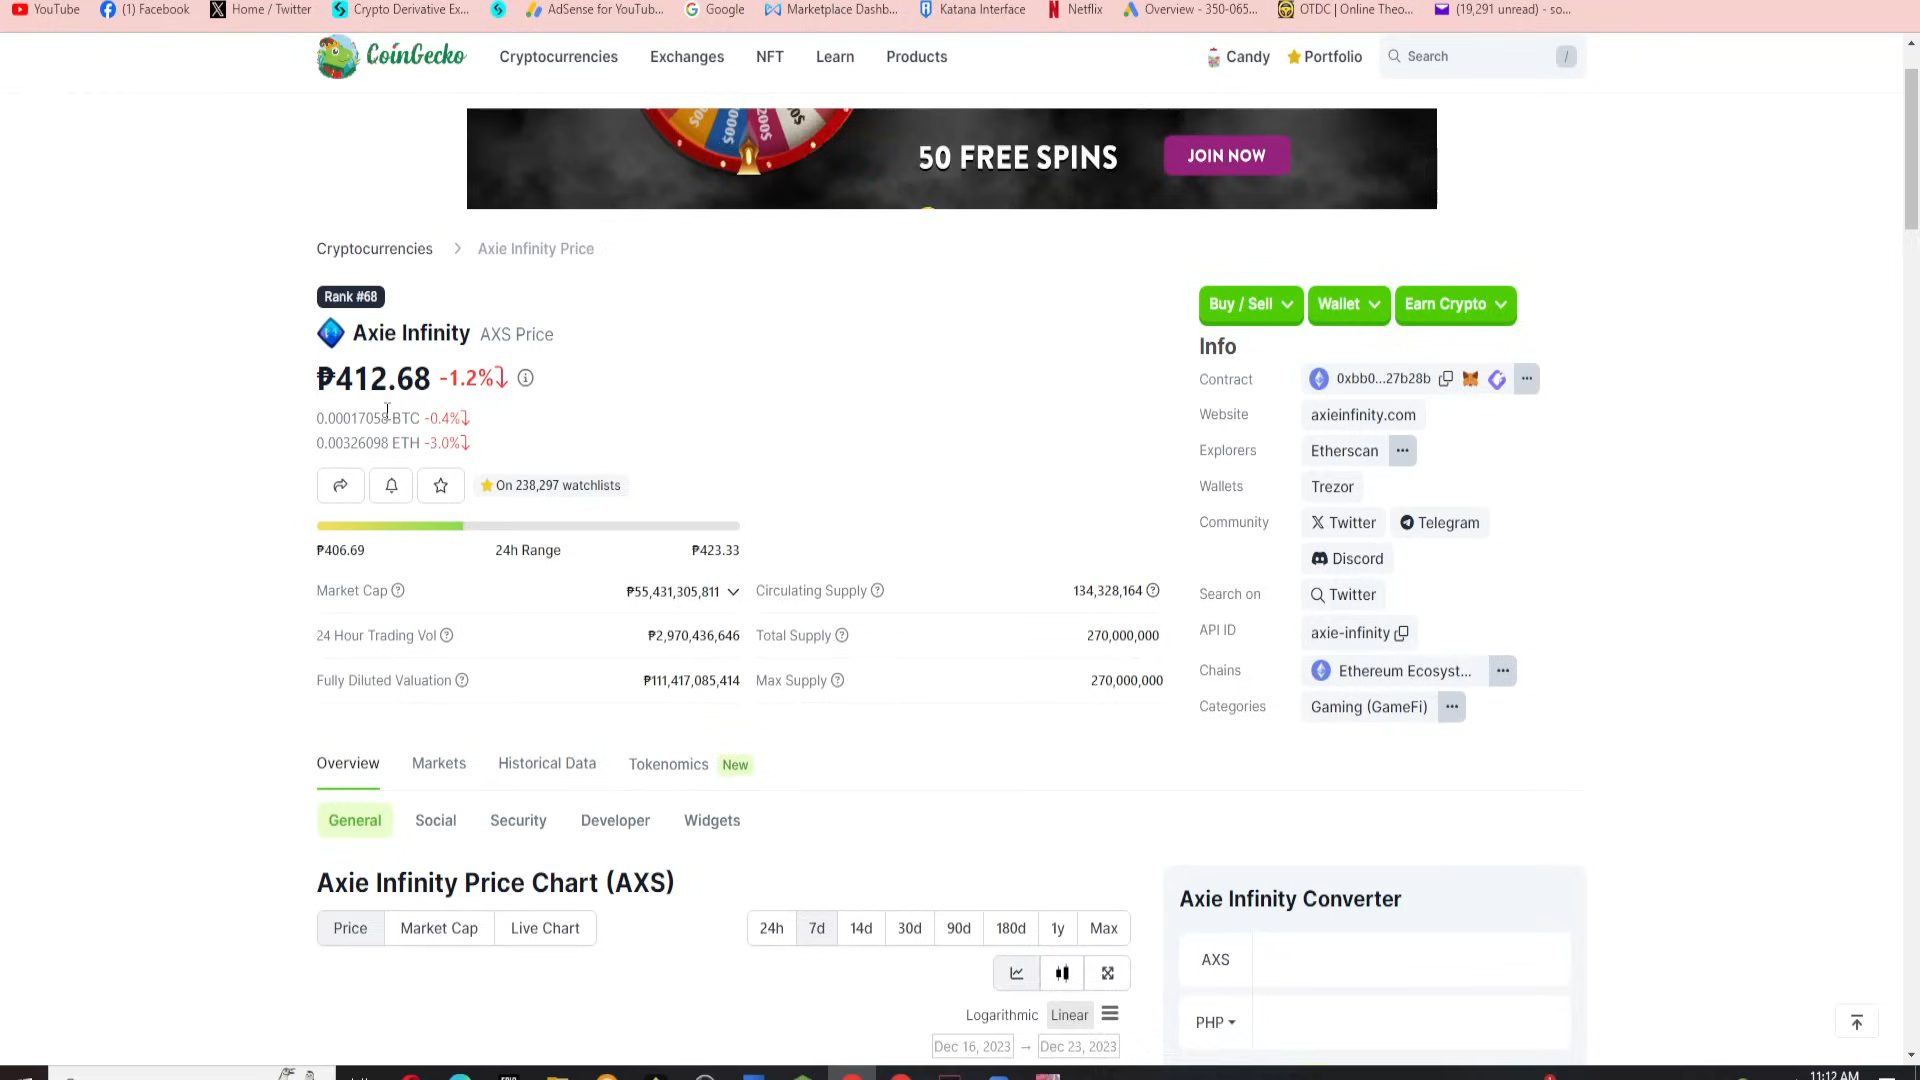 YouTube (1) Facebook Home / Twitter Crypto Derivative Ex... AdSense for YouTub... Google Marketplace Dashb... Katana Interface Netflix Overview - 350-065... OTDC | Online Theo... (19,291 unread) - so...
CoinGecko Cryptocurrencies Exchanges NFT Learn Products Candy Portfolio Search /
50 FREE SPINS JOIN NOW
Cryptocurrencies > Axie Infinity Price
Rank #68
Axie Infinity AXS Price
₱412.68 -1.2%
0.00017058 BTC -0.4%
0.00326098 ETH -3.0%
On 238,297 watchlists
₱406.69 24h Range ₱423.33
Market Cap ₱55,431,305,811
Circulating Supply 134,328,164
24 Hour Trading Vol ₱2,970,436,646
Total Supply 270,000,000
Fully Diluted Valuation ₱111,417,085,414
Max Supply 270,000,000
Buy / Sell Wallet Earn Crypto
Info
Contract 0xbb0...27b28b ...
Website axieinfinity.com
Explorers Etherscan ...
Wallets Trezor
Community Twitter Telegram
Discord
Search on Twitter
API ID axie-infinity
Chains Ethereum Ecosyst... ...
Categories Gaming (GameFi) ...
Overview Markets Historical Data Tokenomics New
General Social Security Developer Widgets
Axie Infinity Price Chart (AXS)
Price Market Cap Live Chart
24h 7d 14d 30d 90d 180d 1y Max
Logarithmic Linear
Dec 16, 2023 → Dec 23, 2023
Axie Infinity Converter
AXS
PHP
11:12 AM